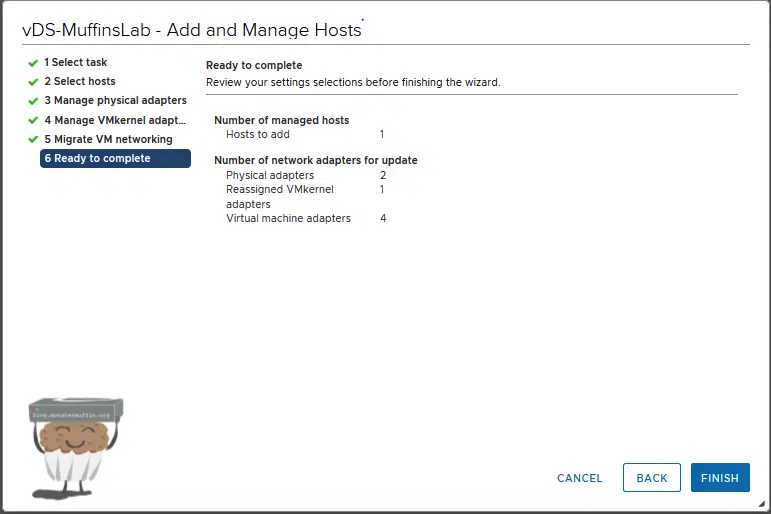 vDS-MuffinsLab - Add and Manage Hosts
1 Select task
2 Select hosts
3 Manage physical adapters
4 Manage VMkernel adapt...
5 Migrate VM networking
6 Ready to complete
Ready to complete
Review your settings selections before finishing the wizard.
Number of managed hosts
Hosts to add 1
Number of network adapters for update
Physical adapters 2
Reassigned VMkernel 1
adapters
Virtual machine adapters 4
blog.monstermuffin.org
CANCEL
BACK
FINISH